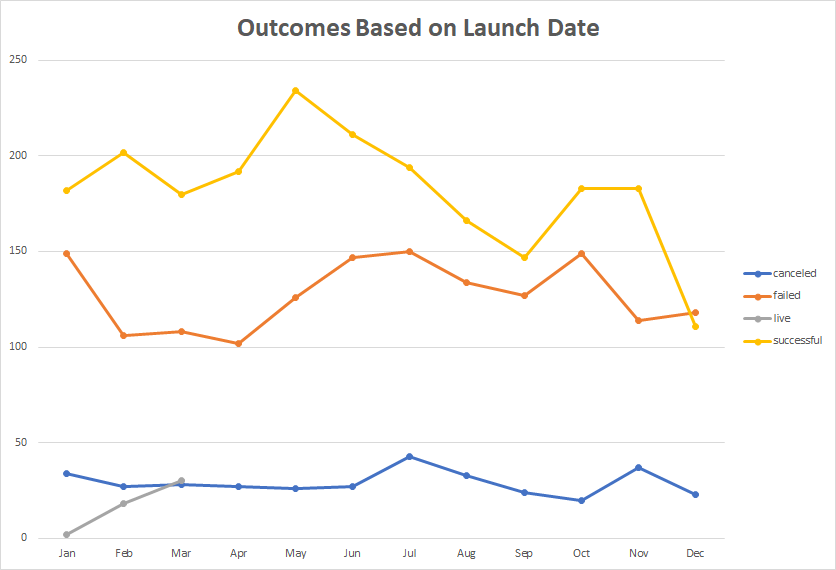 Outcomes Based on Launch Date
250
200
150
100
50
0
Jan Feb Mar Apr May Jun Jul Aug Sep Oct Nov Dec
canceled
failed
live
successful